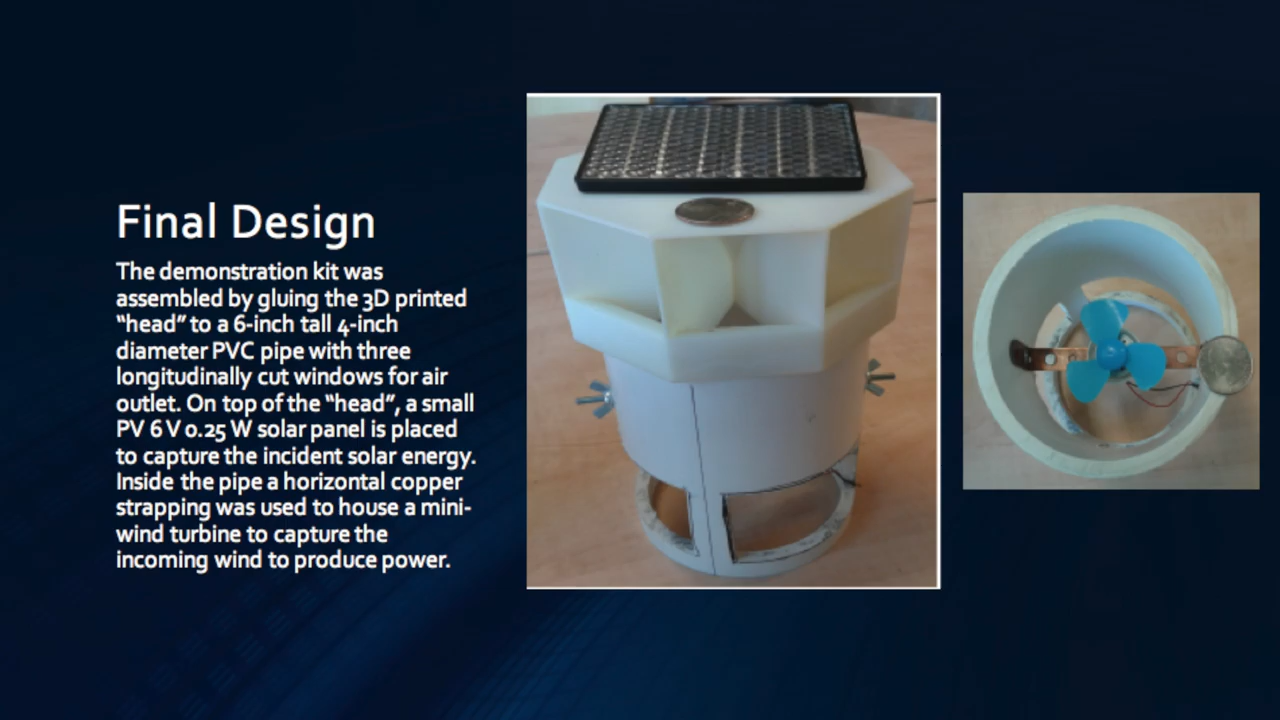 Final Design
The demonstration kit was
assembled by gluing the 3D printed
“head” to a 6-inch tall 4-inch
diameter PVC pipe with three
longitudinally cut windows for air
outlet. On top of the “head”, a small
PV 6 V 0.25 W solar panel is placed
to capture the incident solar energy.
Inside the pipe a horizontal copper
strapping was used to house a mini-
wind turbine to capture the
incoming wind to produce power.